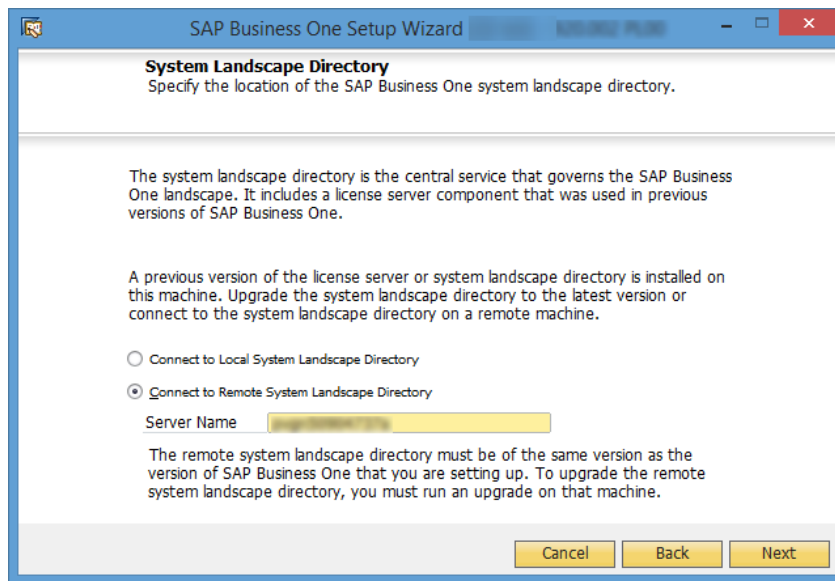 SAP Business One Setup Wizard
System Landscape Directory
Specify the location of the SAP Business One system landscape directory.
The system landscape directory is the central service that governs the SAP Business
One landscape. It includes a license server component that was used in previous
versions of SAP Business One.
A previous version of the license server or system landscape directory is installed on
this machine. Upgrade the system landscape directory to the latest version or
connect to the system landscape directory on a remote machine.
Connect to Local System Landscape Directory
Connect to Remote System Landscape Directory
Server Name
The remote system landscape directory must be of the same version as the
version of SAP Business One that you are setting up. To upgrade the remote
system landscape directory, you must run an upgrade on that machine.
Cancel Back Next